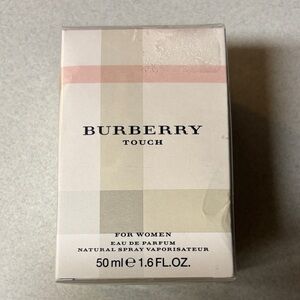 BURBERRY
TOUCH
FOR WOMEN
EAU DE PARFUM
NATURAL SPRAY VAPORISATEUR
50 ml ℮ 1.6 FL.OZ.